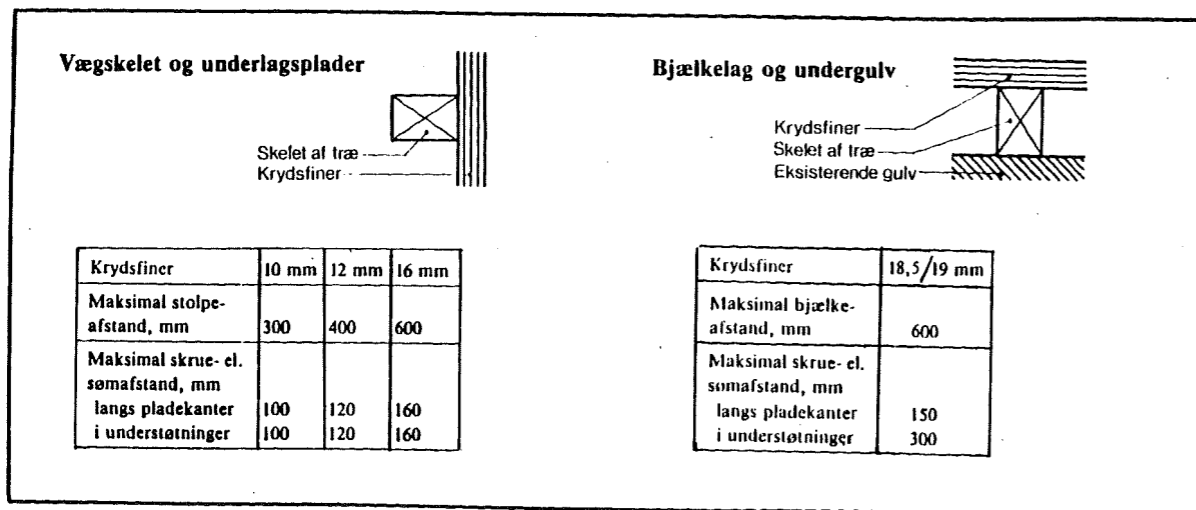 Vægskelet og underlagsplader
Skelet af træ
Krydsfiner
Krydsfiner 10 mm 12 mm 16 mm
Maksimal stolpe-
afstand, mm 300 400 600
Maksimal skrue- el.
sømafstand, mm
langs pladekanter 100 120 160
i understøtninger 100 120 160
Bjælkelag og undergulv
Krydsfiner
Skelet af træ
Eksisterende gulv
Krydsfiner 18,5/19 mm
Maksimal bjælke-
afstand, mm 600
Maksimal skrue- el.
sømafstand, mm
langs pladekanter 150
i understøtninger 300